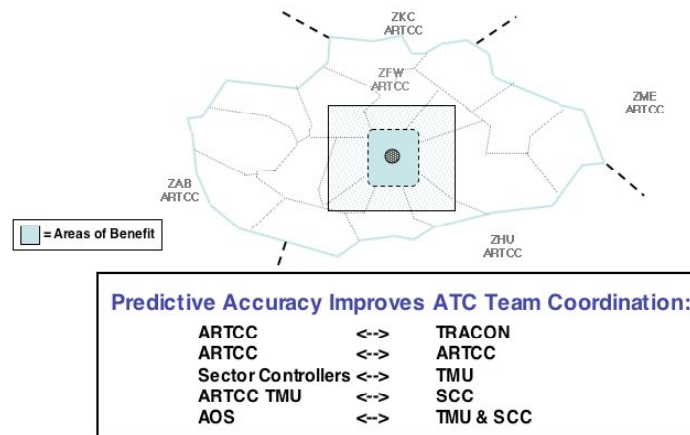 ZKC
ARTCC
ZFW
ARTCC
ZME
ARTCC
ZAB
ARTCC
ZHU
ARTCC
= Areas of Benefit
Predictive Accuracy Improves ATC Team Coordination:
ARTCC <--> TRACON
ARTCC <--> ARTCC
Sector Controllers <--> TMU
ARTCC TMU <--> SCC
AOS <--> TMU & SCC